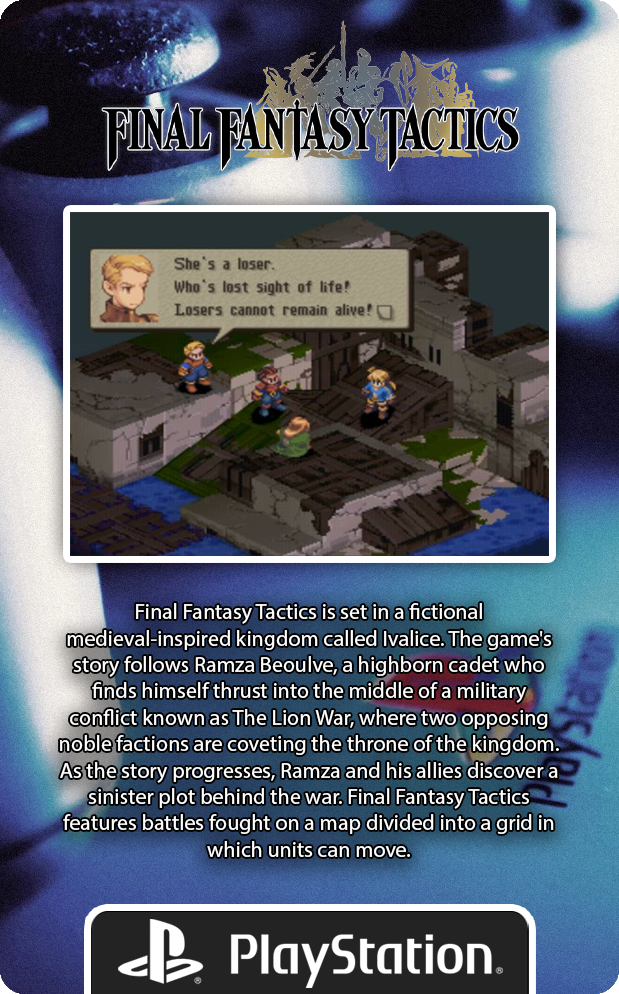 FINAL FANTASY TACTICS
She's a loser.
Who's lost sight of life!
Losers cannot remain alive!
Final Fantasy Tactics is set in a fictional
medieval-inspired kingdom called Ivalice. The game's
story follows Ramza Beoulve, a highborn cadet who
finds himself thrust into the middle of a military
conflict known as The Lion War, where two opposing
noble factions are coveting the throne of the kingdom.
As the story progresses, Ramza and his allies discover a
sinister plot behind the war. Final Fantasy Tactics
features battles fought on a map divided into a grid in
which units can move.
PlayStation
® PlayStation®